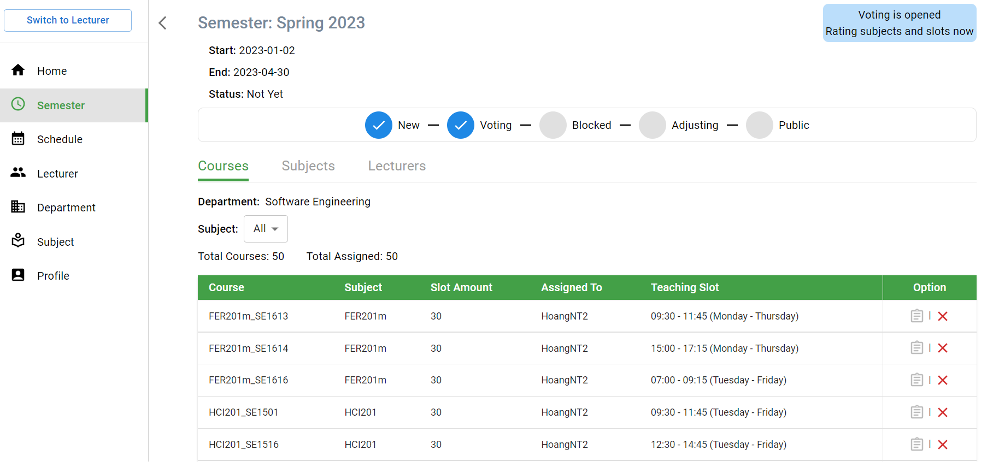 Switch to Lecturer
Home
Semester
Schedule
Lecturer
Department
Subject
Profile
Semester: Spring 2023
Voting is opened
Rating subjects and slots now
Start: 2023-01-02
End: 2023-04-30
Status: Not Yet
New — Voting — Blocked — Adjusting — Public
Courses Subjects Lecturers
Department: Software Engineering
Subject: All
Total Courses: 50 Total Assigned: 50
Course Subject Slot Amount Assigned To Teaching Slot Option
FER201m_SE1613 FER201m 30 HoangNT2 09:30 - 11:45 (Monday - Thursday) |
FER201m_SE1614 FER201m 30 HoangNT2 15:00 - 17:15 (Monday - Thursday) |
FER201m_SE1616 FER201m 30 HoangNT2 07:00 - 09:15 (Tuesday - Friday) |
HCI201_SE1501 HCI201 30 HoangNT2 09:30 - 11:45 (Tuesday - Friday) |
HCI201_SE1516 HCI201 30 HoangNT2 12:30 - 14:45 (Tuesday - Friday) |